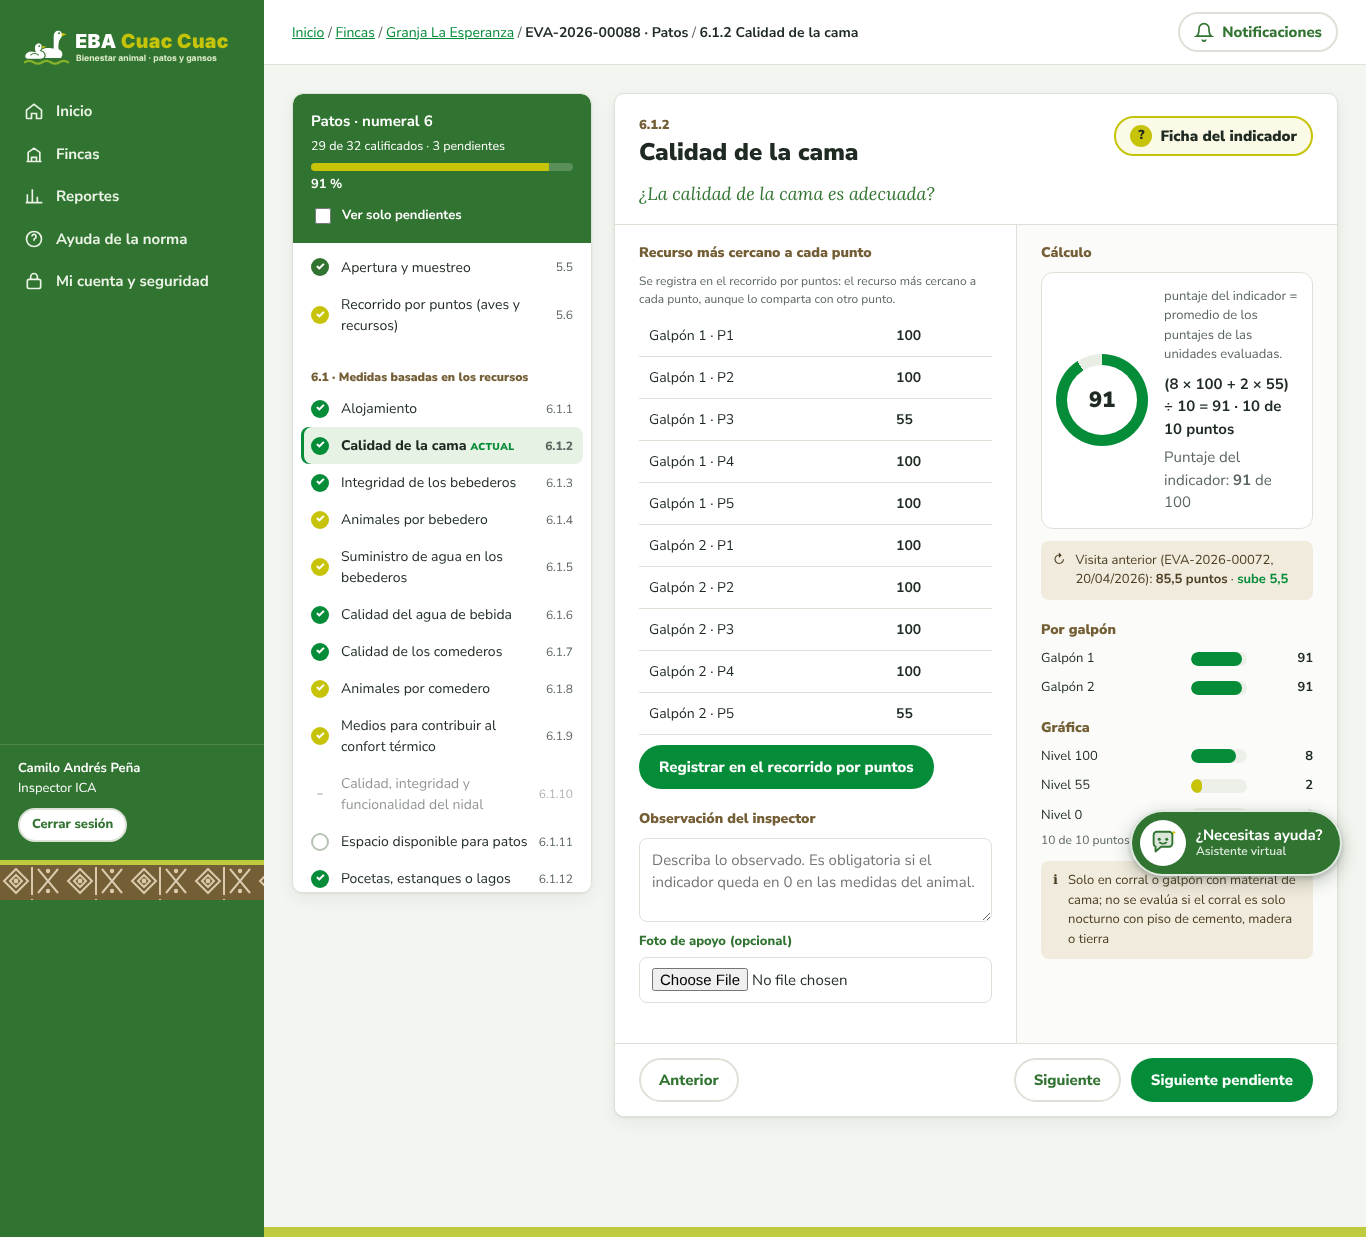 EBA Cuac Cuac
Bienestar animal · patos y gansos
Inicio
Fincas
Reportes
Ayuda de la norma
Mi cuenta y seguridad
Camilo Andrés Peña
Inspector ICA
Cerrar sesión
Inicio / Fincas / Granja La Esperanza / EVA-2026-00088 · Patos / 6.1.2 Calidad de la cama
Notificaciones
Patos · numeral 6
29 de 32 calificados · 3 pendientes
91 %
Ver solo pendientes
Apertura y muestreo 5.5
Recorrido por puntos (aves y
recursos) 5.6
6.1 · Medidas basadas en los recursos
Alojamiento 6.1.1
Calidad de la cama ACTUAL 6.1.2
Integridad de los bebederos 6.1.3
Animales por bebedero 6.1.4
Suministro de agua en los
bebederos 6.1.5
Calidad del agua de bebida 6.1.6
Calidad de los comederos 6.1.7
Animales por comedero 6.1.8
Medios para contribuir al
confort térmico 6.1.9
– Calidad, integridad y
funcionalidad del nidal 6.1.10
Espacio disponible para patos 6.1.11
Pocetas, estanques o lagos 6.1.12
6.1.2
Calidad de la cama
¿La calidad de la cama es adecuada?
? Ficha del indicador
Recurso más cercano a cada punto
Se registra en el recorrido por puntos: el recurso más cercano a
cada punto, aunque lo comparta con otro punto.
Galpón 1 · P1 100
Galpón 1 · P2 100
Galpón 1 · P3 55
Galpón 1 · P4 100
Galpón 1 · P5 100
Galpón 2 · P1 100
Galpón 2 · P2 100
Galpón 2 · P3 100
Galpón 2 · P4 100
Galpón 2 · P5 55
Registrar en el recorrido por puntos
Observación del inspector
Describa lo observado. Es obligatoria si el
indicador queda en 0 en las medidas del animal.
Foto de apoyo (opcional)
Choose File No file chosen
Cálculo
91
puntaje del indicador =
promedio de los
puntajes de las
unidades evaluadas.
(8 × 100 + 2 × 55)
÷ 10 = 91 · 10 de
10 puntos
Puntaje del
indicador: 91 de
100
↻ Visita anterior (EVA-2026-00072,
20/04/2026): 85,5 puntos · sube 5,5
Por galpón
Galpón 1 91
Galpón 2 91
Gráfica
Nivel 100 8
Nivel 55 2
Nivel 0
10 de 10 puntos
¿Necesitas ayuda?
Asistente virtual
ℹ Solo en corral o galpón con material de
cama; no se evalúa si el corral es solo
nocturno con piso de cemento, madera
o tierra
Anterior
Siguiente
Siguiente pendiente